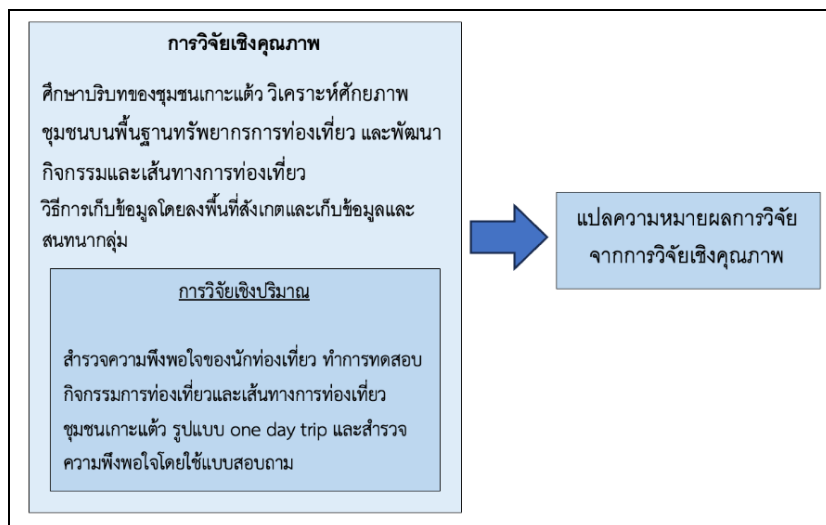 การวิจัยเชิงคุณภาพ
ศึกษาบริบทของชุมชนเกาะแต้ว วิเคราะห์ศักยภาพ
ชุมชนบนพื้นฐานทรัพยากรการท่องเที่ยว และพัฒนา
กิจกรรมและเส้นทางการท่องเที่ยว
วิธีการเก็บข้อมูลโดยลงพื้นที่สังเกตและเก็บข้อมูลและ
สนทนากลุ่ม
การวิจัยเชิงปริมาณ
สำรวจความพึงพอใจของนักท่องเที่ยว ทำการทดสอบ
กิจกรรมการท่องเที่ยวและเส้นทางการท่องเที่ยว
ชุมชนเกาะแต้ว รูปแบบ one day trip และสำรวจ
ความพึงพอใจโดยใช้แบบสอบถาม
แปลความหมายผลการวิจัย
จากการวิจัยเชิงคุณภาพ